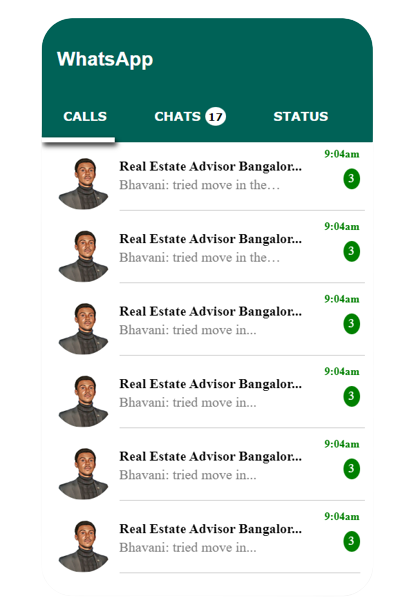 WhatsApp
CALLS CHATS 17 STATUS
9:04am
Real Estate Advisor Bangalor...
Bhavani: tried move in the… 3
9:04am
Real Estate Advisor Bangalor...
Bhavani: tried move in the… 3
9:04am
Real Estate Advisor Bangalor...
Bhavani: tried move in... 3
9:04am
Real Estate Advisor Bangalor...
Bhavani: tried move in... 3
9:04am
Real Estate Advisor Bangalor...
Bhavani: tried move in... 3
9:04am
Real Estate Advisor Bangalor...
Bhavani: tried move in... 3